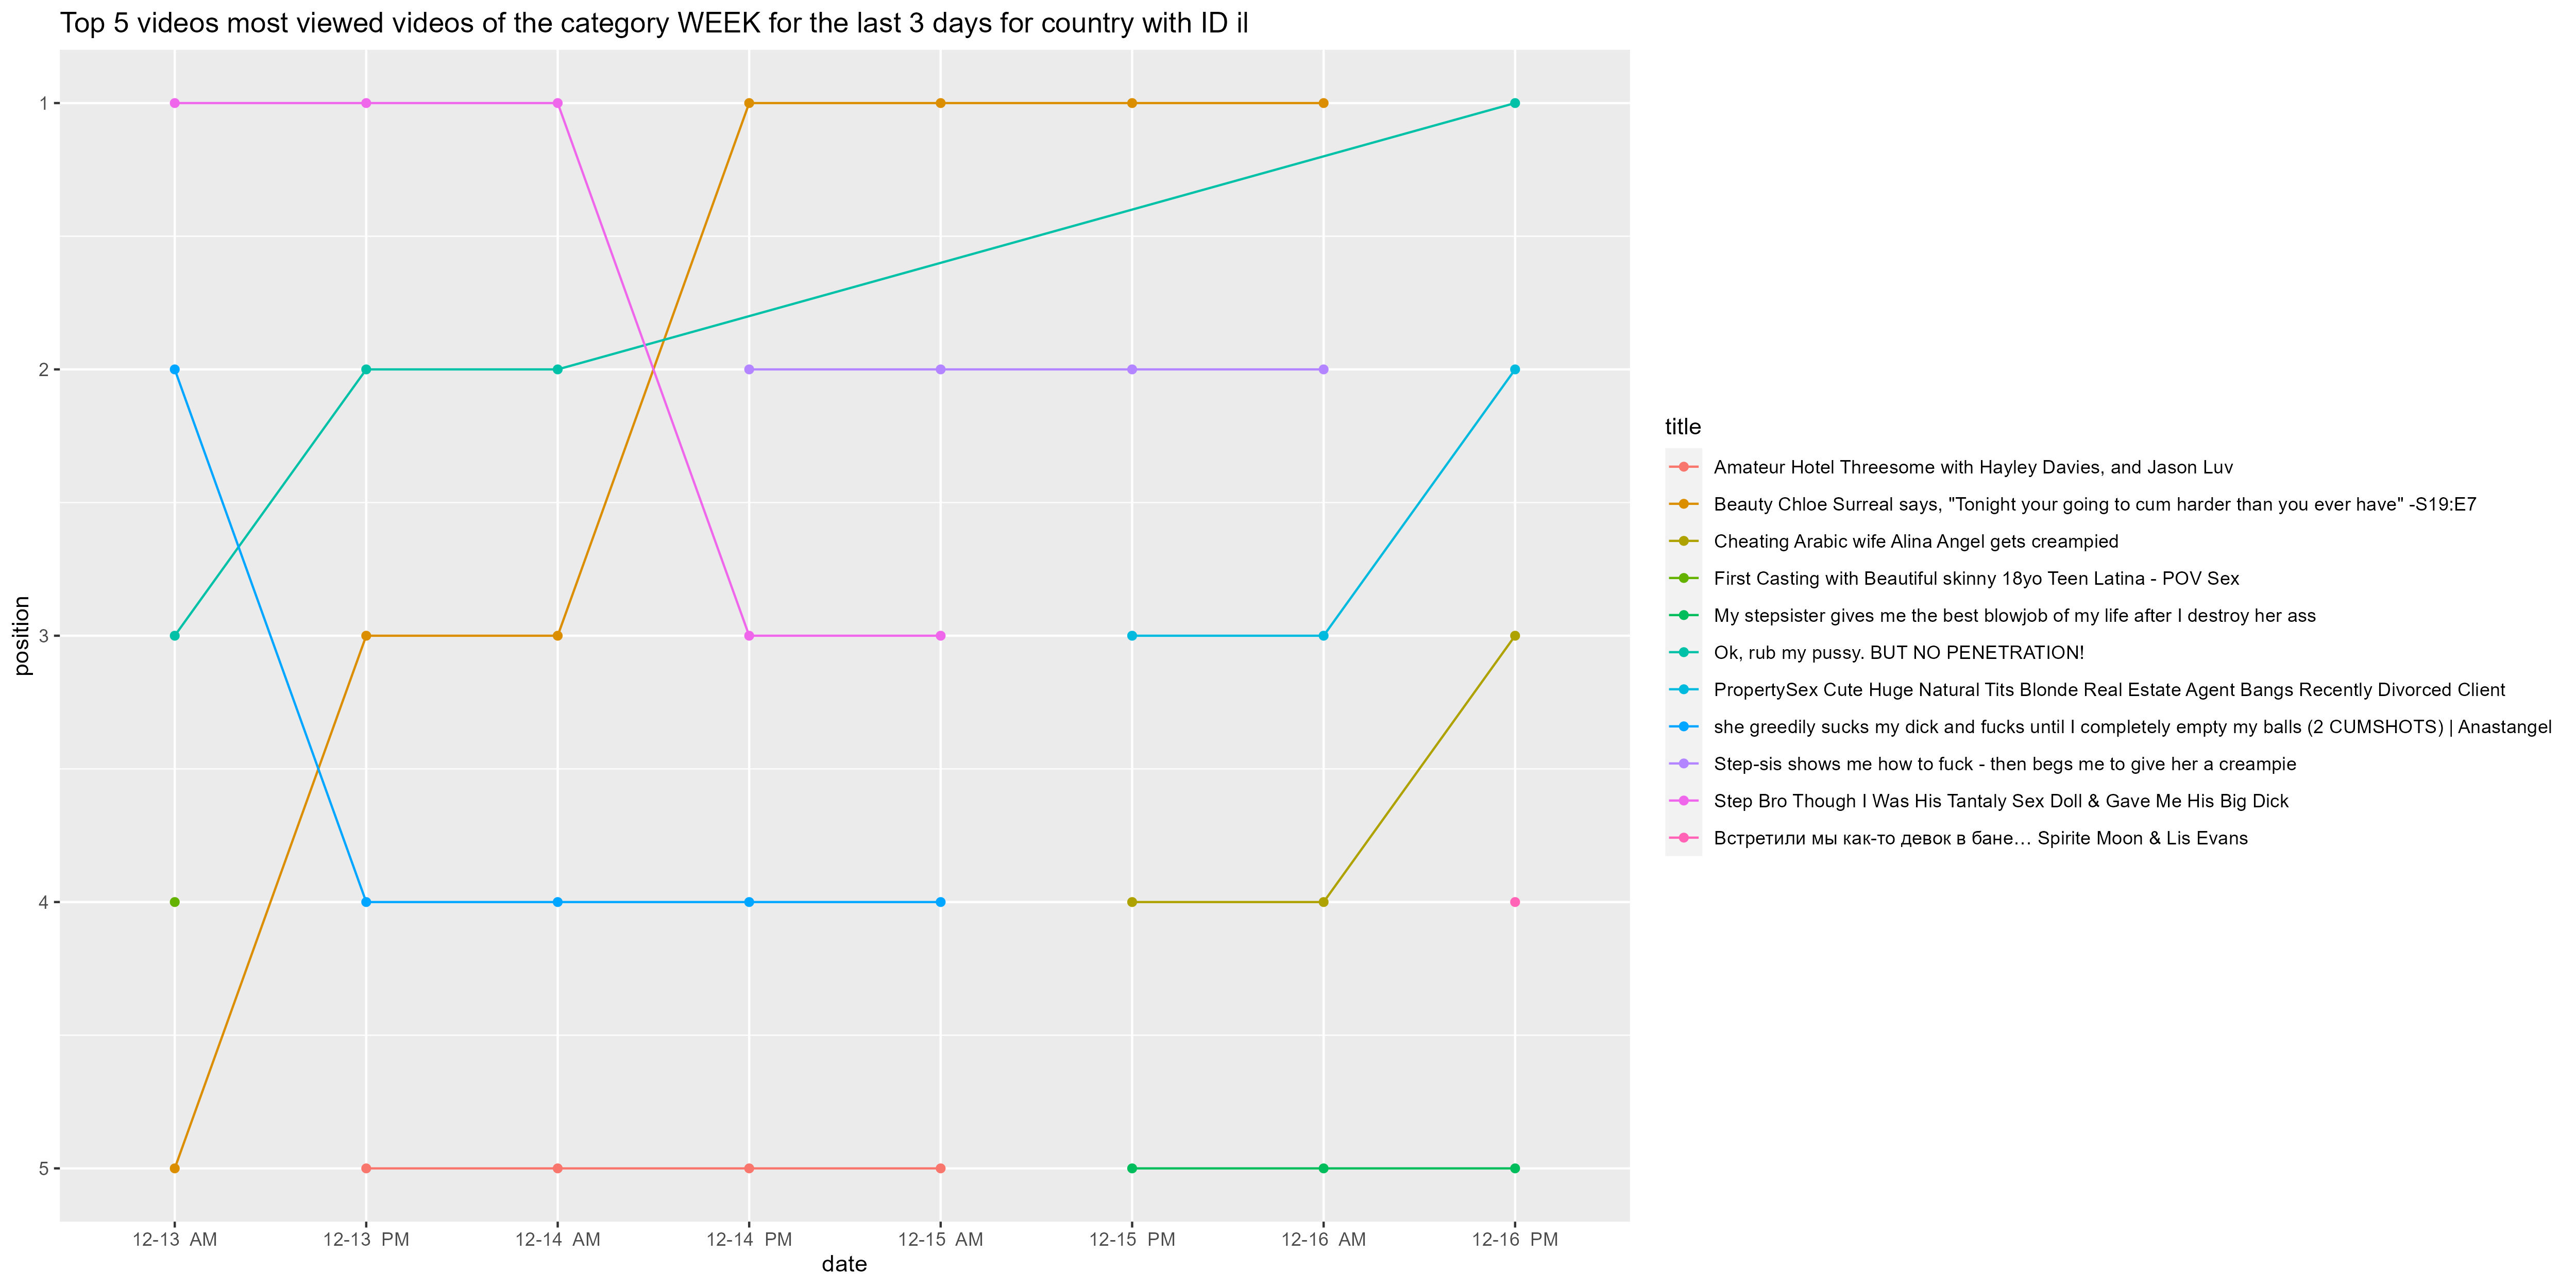 Top 5 videos most viewed videos of the category WEEK for the last 3 days for country with ID il
position
1
2
3
4
5
12-13 AM
12-13 PM
12-14 AM
12-14 PM
12-15 AM
12-15 PM
12-16 AM
12-16 PM
date
title
Amateur Hotel Threesome with Hayley Davies, and Jason Luv
Beauty Chloe Surreal says, "Tonight your going to cum harder than you ever have" -S19:E7
Cheating Arabic wife Alina Angel gets creampied
First Casting with Beautiful skinny 18yo Teen Latina - POV Sex
My stepsister gives me the best blowjob of my life after I destroy her ass
Ok, rub my pussy. BUT NO PENETRATION!
PropertySex Cute Huge Natural Tits Blonde Real Estate Agent Bangs Recently Divorced Client
she greedily sucks my dick and fucks until I completely empty my balls (2 CUMSHOTS) | Anastangel
Step-sis shows me how to fuck - then begs me to give her a creampie
Step Bro Though I Was His Tantaly Sex Doll & Gave Me His Big Dick
Встретили мы как-то девок в бане… Spirite Moon & Lis Evans